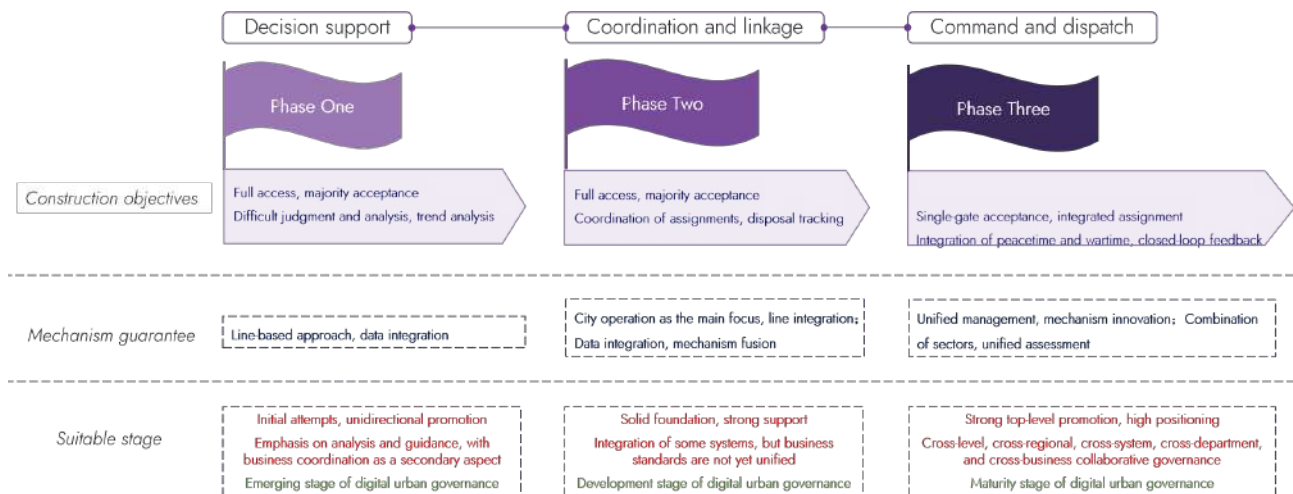 Decision support
Coordination and linkage
Command and dispatch
Phase One
Phase Two
Phase Three
Construction objectives
Full access, majority acceptance
Difficult judgment and analysis, trend analysis
Full access, majority acceptance
Coordination of assignments, disposal tracking
Single-gate acceptance, integrated assignment
Integration of peacetime and wartime, closed-loop feedback
Mechanism guarantee
Line-based approach, data integration
City operation as the main focus, line integration;
Data integration, mechanism fusion
Unified management, mechanism innovation; Combination
of sectors, unified assessment
Suitable stage
Initial attempts, unidirectional promotion
Emphasis on analysis and guidance, with
business coordination as a secondary aspect
Emerging stage of digital urban governance
Solid foundation, strong support
Integration of some systems, but business
standards are not yet unified
Development stage of digital urban governance
Strong top-level promotion, high positioning
Cross-level, cross-regional, cross-system, cross-department,
and cross-business collaborative governance
Maturity stage of digital urban governance